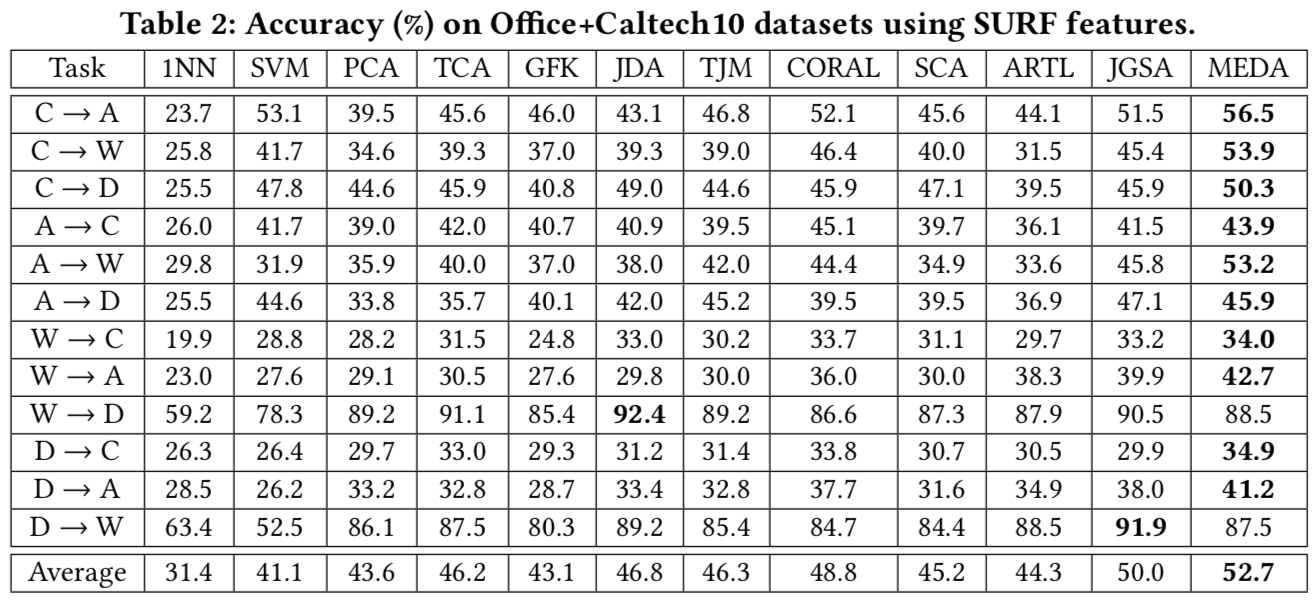 Table 2: Accuracy (%) on Office+Caltech10 datasets using SURF features.
Task 1NN SVM PCA TCA GFK JDA TJM CORAL SCA ARTL JGSA MEDA
C → A 23.7 53.1 39.5 45.6 46.0 43.1 46.8 52.1 45.6 44.1 51.5 56.5
C → W 25.8 41.7 34.6 39.3 37.0 39.3 39.0 46.4 40.0 31.5 45.4 53.9
C → D 25.5 47.8 44.6 45.9 40.8 49.0 44.6 45.9 47.1 39.5 45.9 50.3
A → C 26.0 41.7 39.0 42.0 40.7 40.9 39.5 45.1 39.7 36.1 41.5 43.9
A → W 29.8 31.9 35.9 40.0 37.0 38.0 42.0 44.4 34.9 33.6 45.8 53.2
A → D 25.5 44.6 33.8 35.7 40.1 42.0 45.2 39.5 39.5 36.9 47.1 45.9
W → C 19.9 28.8 28.2 31.5 24.8 33.0 30.2 33.7 31.1 29.7 33.2 34.0
W → A 23.0 27.6 29.1 30.5 27.6 29.8 30.0 36.0 30.0 38.3 39.9 42.7
W → D 59.2 78.3 89.2 91.1 85.4 92.4 89.2 86.6 87.3 87.9 90.5 88.5
D → C 26.3 26.4 29.7 33.0 29.3 31.2 31.4 33.8 30.7 30.5 29.9 34.9
D → A 28.5 26.2 33.2 32.8 28.7 33.4 32.8 37.7 31.6 34.9 38.0 41.2
D → W 63.4 52.5 86.1 87.5 80.3 89.2 85.4 84.7 84.4 88.5 91.9 87.5
Average 31.4 41.1 43.6 46.2 43.1 46.8 46.3 48.8 45.2 44.3 50.0 52.7